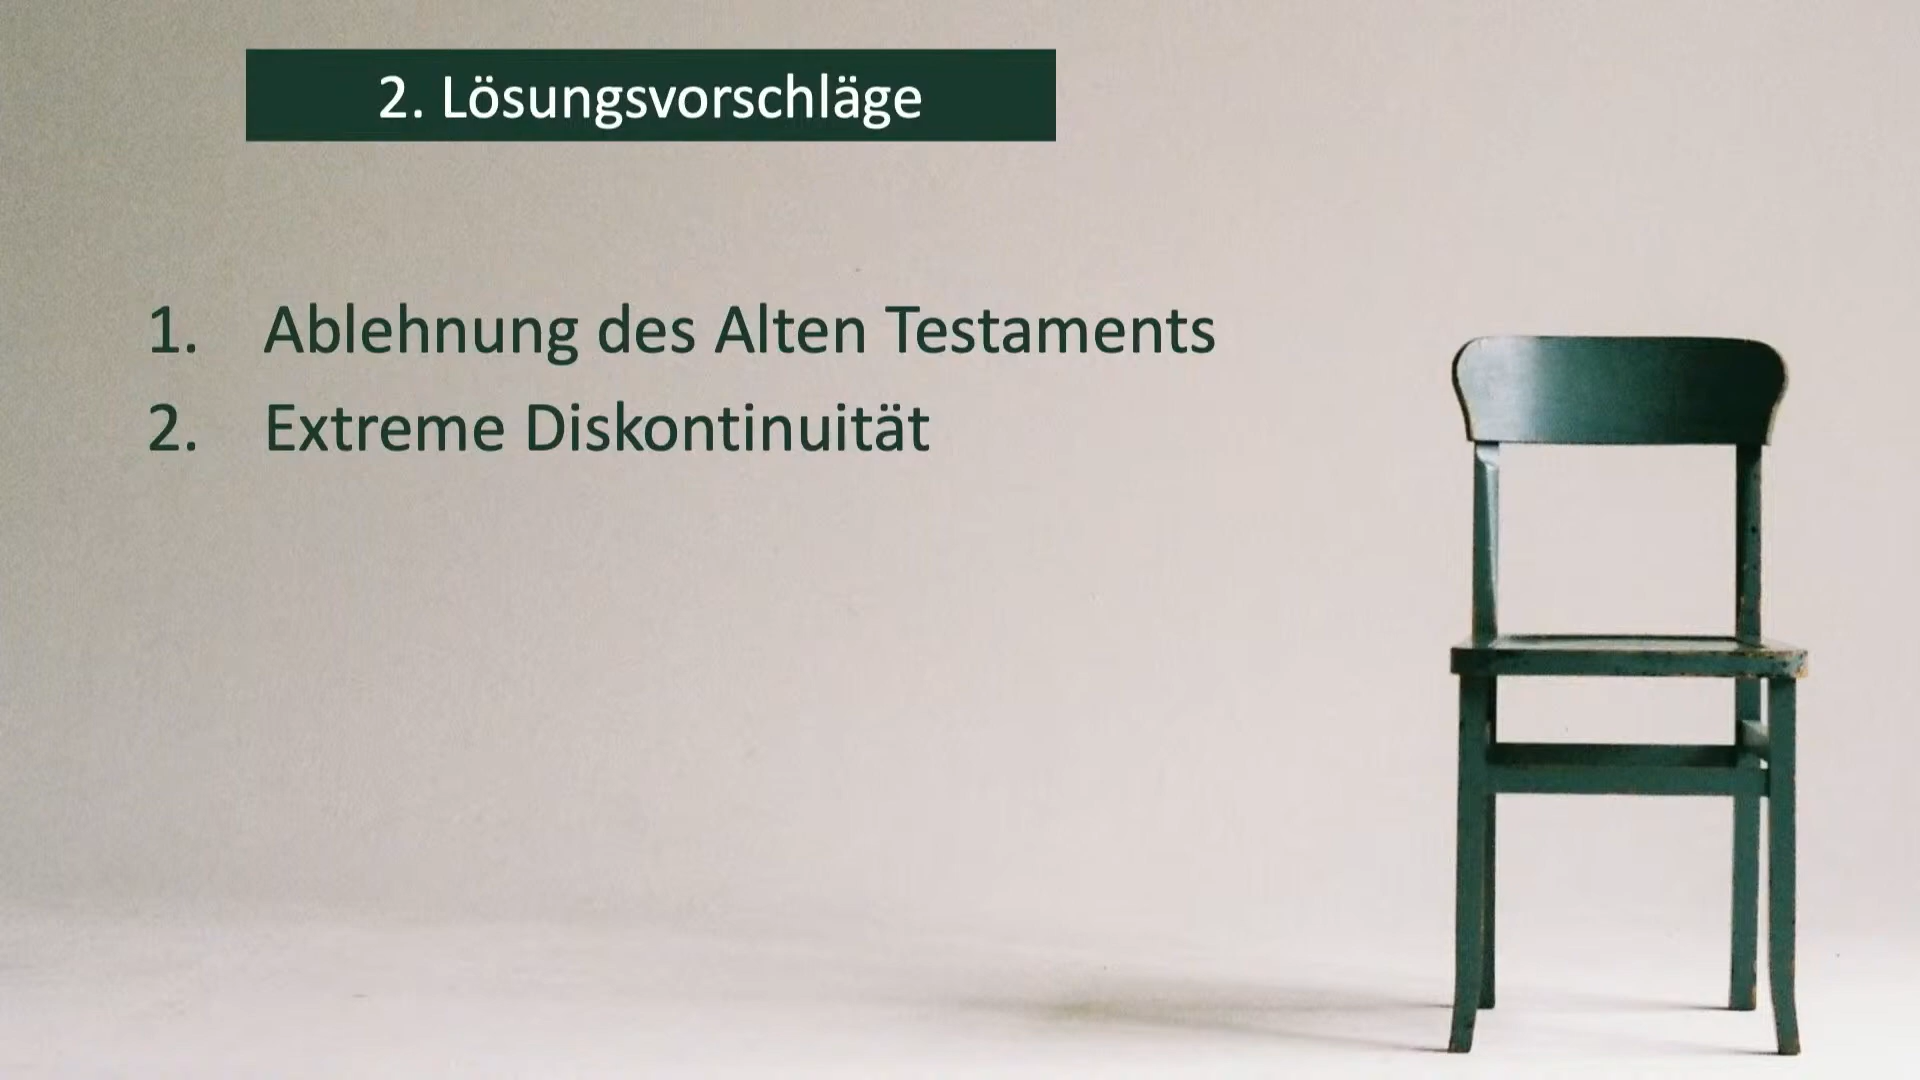 2. Lösungsvorschläge
1. Ablehnung des Alten Testaments
2. Extreme Diskontinuität